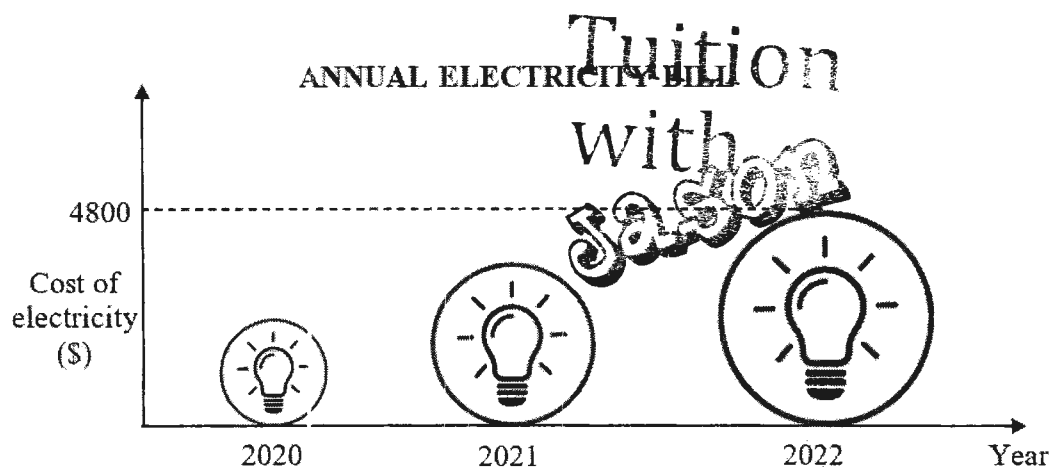 Tuition
with
Jason
ANNUAL ELECTRICITY BILL
4800
Cost of
electricity
($)
2020
2021
2022
Year